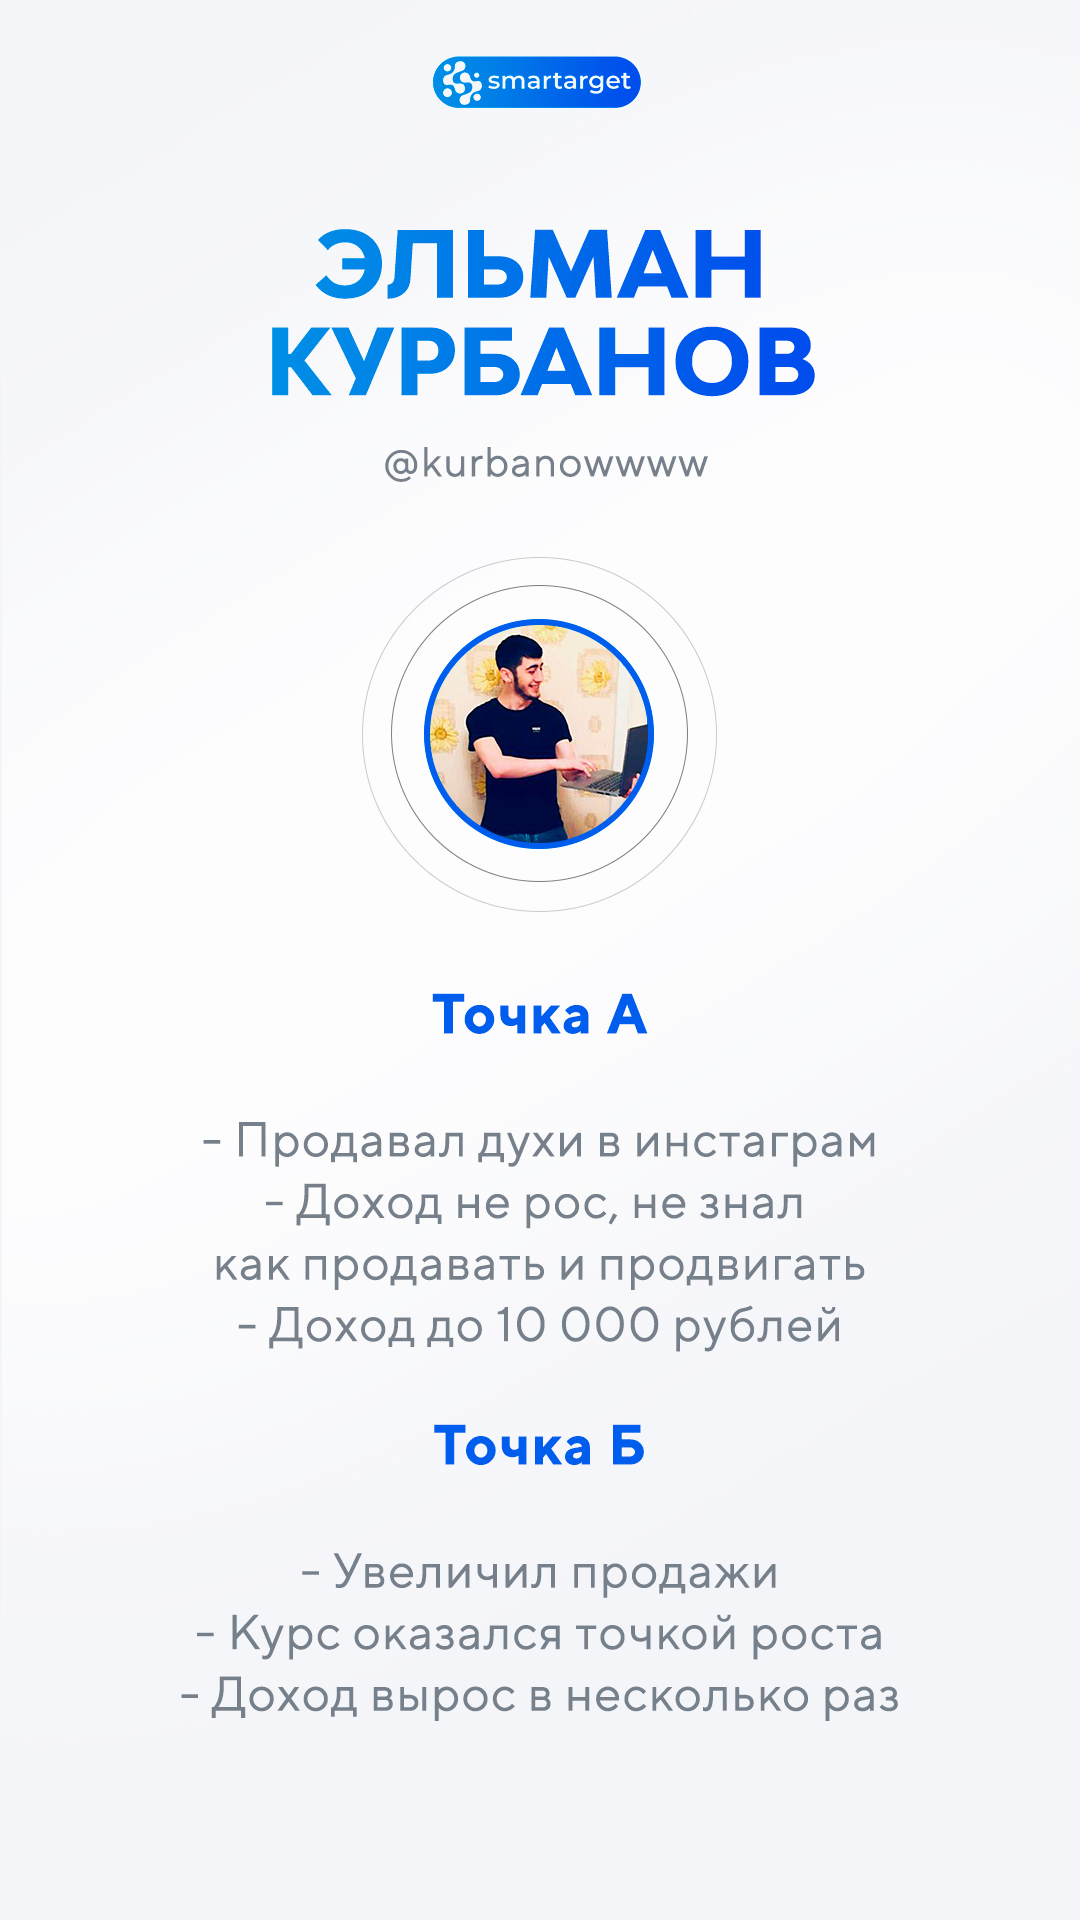 smartarget
ЭЛЬМАН
КУРБАНОВ
@kurbanowwww
Точка А
- Продавал духи в инстаграм
- Доход не рос, не знал
как продавать и продвигать
- Доход до 10 000 рублей
Точка Б
- Увеличил продажи
- Курс оказался точкой роста
- Доход вырос в несколько раз